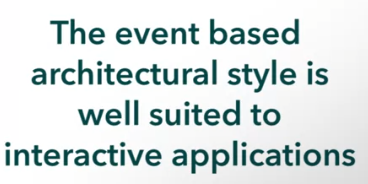 The event based
architectural style is
well suited to
interactive applications